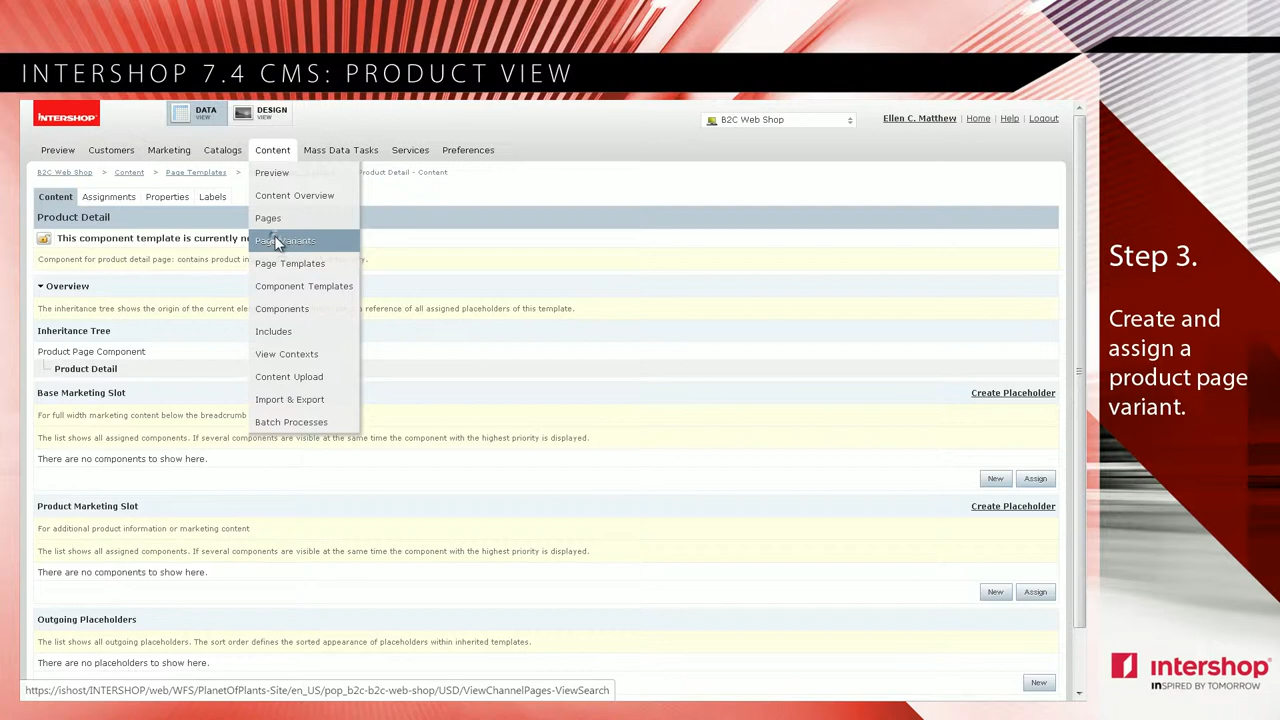 INTERSHOP 7.4 CMS: PRODUCT VIEW
INTERSHOP
DATA
VIEW
DESIGN
VIEW
B2C Web Shop
Ellen C. Matthew | Home | Help | Logout
Preview Customers Marketing Catalogs Content Mass Data Tasks Services Preferences
B2C Web Shop > Content > Page Templates > Product Detail - Content
Content Assignments Properties Labels
Product Detail
This component template is currently
Component for product detail page: contains product
Overview
The inheritance tree shows the origin of the current reference of all assigned placeholders of this template.
Inheritance Tree
Product Page Component
Product Detail
Base Marketing Slot
Create Placeholder
For full width marketing content below the breadcrumb
The list shows all assigned components. If several components are visible at the same time the component with the highest priority is displayed.
There are no components to show here.
New Assign
Product Marketing Slot
Create Placeholder
For additional product information or marketing content
The list shows all assigned components. If several components are visible at the same time the component with the highest priority is displayed.
There are no components to show here.
New Assign
Outgoing Placeholders
The list shows all outgoing placeholders. The sort order defines the sorted appearance of placeholders within inherited templates.
There are no placeholders to show here.
New
Preview
Content Overview
Pages
Page Variants
Page Templates
Component Templates
Components
Includes
View Contexts
Content Upload
Import & Export
Batch Processes
https://ishost/INTERSHOP/web/WFS/PlanetOfPlants-Site/en_US/pde_b2c-b2c-web-shop/USD/ViewChannelPages-ViewSearch
Step 3.
Create and
assign a
product page
variant.
intershop®
INSPIRED BY TOMORROW